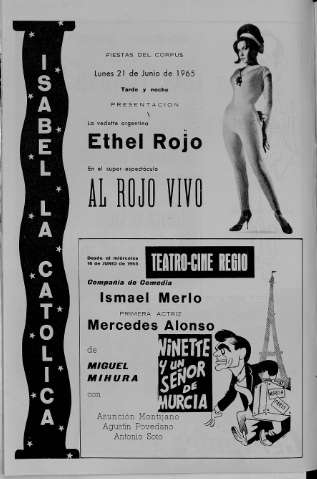 ISABEL LA CATOLICA
FIESTAS DEL CORPUS
Lunes 21 de Junio de 1965
Tarde y noche
PRESENTACION
La vedette argentina
Ethel Rojo
En el super-espectáculo
AL ROJO VIVO
Desde el miércoles
16 de JUNIO de 1965
TEATRO-CINE REGIO
Compañía de Comedia
Ismael Merlo
PRIMERA ACTRIZ
Mercedes Alonso
de
MIGUEL
MIHURA
con
NINETTE
Y UN
SEÑOR
DE
MURCIA
MURCIA
PARIS
Asunción Montijano
Agustín Povedano
Antonio Soto